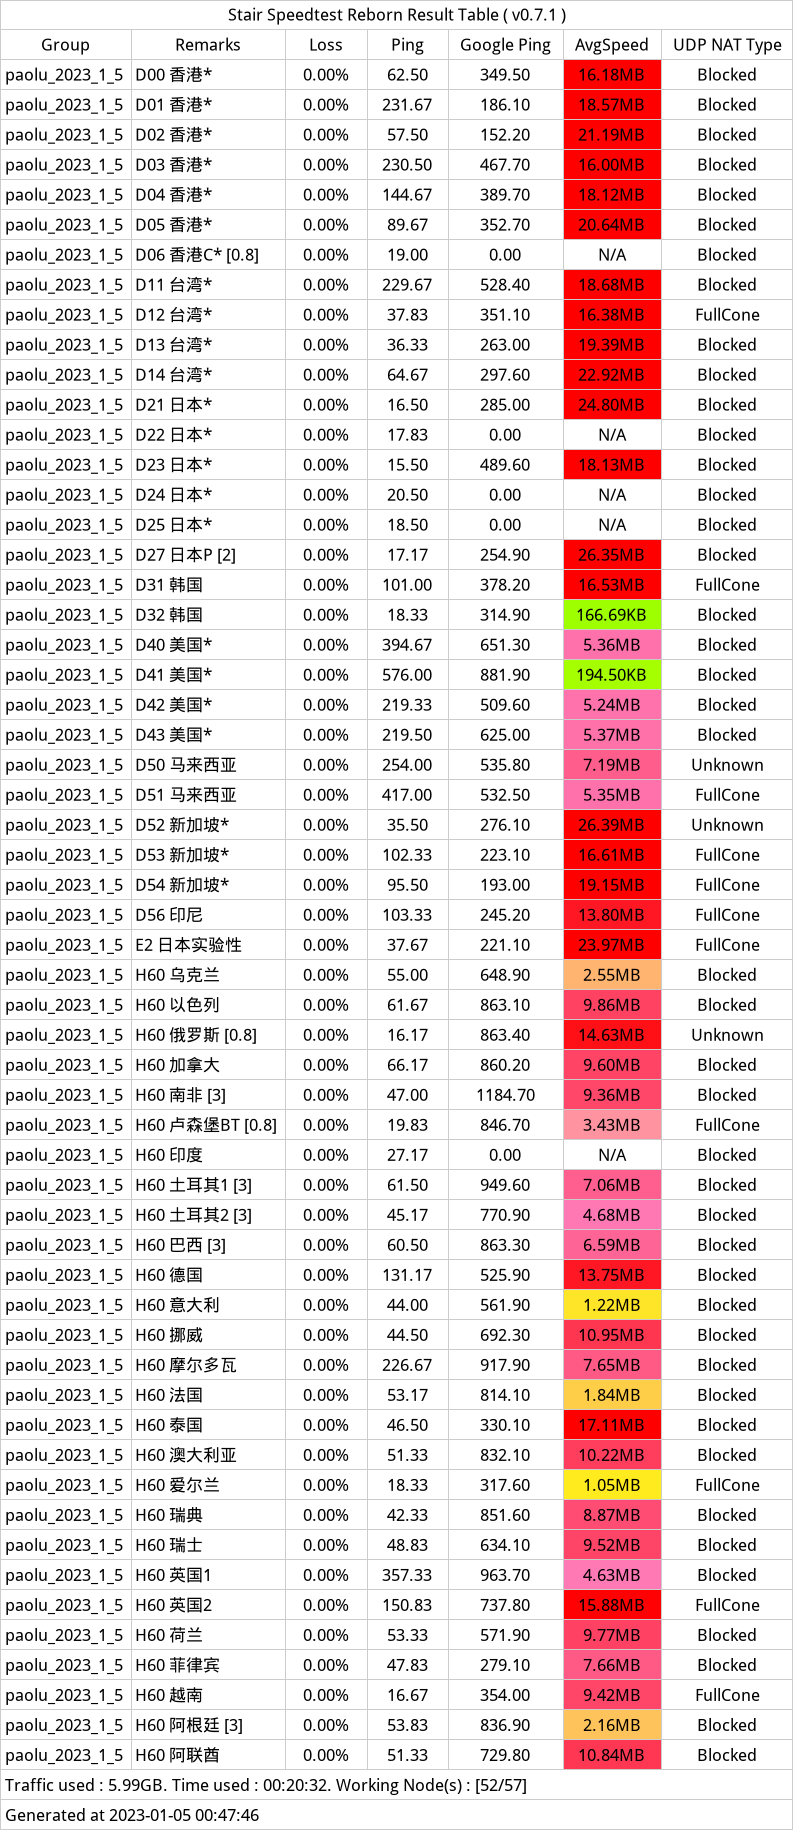 Stair Speedtest Reborn Result Table ( v0.7.1 )
Group Remarks Loss Ping Google Ping AvgSpeed UDP NAT Type
paolu_2023_1_5 D00 香港* 0.00% 62.50 349.50 16.18MB Blocked
paolu_2023_1_5 D01 香港* 0.00% 231.67 186.10 18.57MB Blocked
paolu_2023_1_5 D02 香港* 0.00% 57.50 152.20 21.19MB Blocked
paolu_2023_1_5 D03 香港* 0.00% 230.50 467.70 16.00MB Blocked
paolu_2023_1_5 D04 香港* 0.00% 144.67 389.70 18.12MB Blocked
paolu_2023_1_5 D05 香港* 0.00% 89.67 352.70 20.64MB Blocked
paolu_2023_1_5 D06 香港C* [0.8] 0.00% 19.00 0.00 N/A Blocked
paolu_2023_1_5 D11 台湾* 0.00% 229.67 528.40 18.68MB Blocked
paolu_2023_1_5 D12 台湾* 0.00% 37.83 351.10 16.38MB FullCone
paolu_2023_1_5 D13 台湾* 0.00% 36.33 263.00 19.39MB Blocked
paolu_2023_1_5 D14 台湾* 0.00% 64.67 297.60 22.92MB Blocked
paolu_2023_1_5 D21 日本* 0.00% 16.50 285.00 24.80MB Blocked
paolu_2023_1_5 D22 日本* 0.00% 17.83 0.00 N/A Blocked
paolu_2023_1_5 D23 日本* 0.00% 15.50 489.60 18.13MB Blocked
paolu_2023_1_5 D24 日本* 0.00% 20.50 0.00 N/A Blocked
paolu_2023_1_5 D25 日本* 0.00% 18.50 0.00 N/A Blocked
paolu_2023_1_5 D27 日本P [2] 0.00% 17.17 254.90 26.35MB Blocked
paolu_2023_1_5 D31 韩国 0.00% 101.00 378.20 16.53MB FullCone
paolu_2023_1_5 D32 韩国 0.00% 18.33 314.90 166.69KB Blocked
paolu_2023_1_5 D40 美国* 0.00% 394.67 651.30 5.36MB Blocked
paolu_2023_1_5 D41 美国* 0.00% 576.00 881.90 194.50KB Blocked
paolu_2023_1_5 D42 美国* 0.00% 219.33 509.60 5.24MB Blocked
paolu_2023_1_5 D43 美国* 0.00% 219.50 625.00 5.37MB Blocked
paolu_2023_1_5 D50 马来西亚 0.00% 254.00 535.80 7.19MB Unknown
paolu_2023_1_5 D51 马来西亚 0.00% 417.00 532.50 5.35MB FullCone
paolu_2023_1_5 D52 新加坡* 0.00% 35.50 276.10 26.39MB Unknown
paolu_2023_1_5 D53 新加坡* 0.00% 102.33 223.10 16.61MB FullCone
paolu_2023_1_5 D54 新加坡* 0.00% 95.50 193.00 19.15MB FullCone
paolu_2023_1_5 D56 印尼 0.00% 103.33 245.20 13.80MB FullCone
paolu_2023_1_5 E2 日本实验性 0.00% 37.67 221.10 23.97MB FullCone
paolu_2023_1_5 H60 乌克兰 0.00% 55.00 648.90 2.55MB Blocked
paolu_2023_1_5 H60 以色列 0.00% 61.67 863.10 9.86MB Blocked
paolu_2023_1_5 H60 俄罗斯 [0.8] 0.00% 16.17 863.40 14.63MB Unknown
paolu_2023_1_5 H60 加拿大 0.00% 66.17 860.20 9.60MB Blocked
paolu_2023_1_5 H60 南非 [3] 0.00% 47.00 1184.70 9.36MB Blocked
paolu_2023_1_5 H60 卢森堡BT [0.8] 0.00% 19.83 846.70 3.43MB FullCone
paolu_2023_1_5 H60 印度 0.00% 27.17 0.00 N/A Blocked
paolu_2023_1_5 H60 土耳其1 [3] 0.00% 61.50 949.60 7.06MB Blocked
paolu_2023_1_5 H60 土耳其2 [3] 0.00% 45.17 770.90 4.68MB Blocked
paolu_2023_1_5 H60 巴西 [3] 0.00% 60.50 863.30 6.59MB Blocked
paolu_2023_1_5 H60 德国 0.00% 131.17 525.90 13.75MB Blocked
paolu_2023_1_5 H60 意大利 0.00% 44.00 561.90 1.22MB Blocked
paolu_2023_1_5 H60 挪威 0.00% 44.50 692.30 10.95MB Blocked
paolu_2023_1_5 H60 摩尔多瓦 0.00% 226.67 917.90 7.65MB Blocked
paolu_2023_1_5 H60 法国 0.00% 53.17 814.10 1.84MB Blocked
paolu_2023_1_5 H60 泰国 0.00% 46.50 330.10 17.11MB Blocked
paolu_2023_1_5 H60 澳大利亚 0.00% 51.33 832.10 10.22MB Blocked
paolu_2023_1_5 H60 爱尔兰 0.00% 18.33 317.60 1.05MB FullCone
paolu_2023_1_5 H60 瑞典 0.00% 42.33 851.60 8.87MB Blocked
paolu_2023_1_5 H60 瑞士 0.00% 48.83 634.10 9.52MB Blocked
paolu_2023_1_5 H60 英国1 0.00% 357.33 963.70 4.63MB Blocked
paolu_2023_1_5 H60 英国2 0.00% 150.83 737.80 15.88MB FullCone
paolu_2023_1_5 H60 荷兰 0.00% 53.33 571.90 9.77MB Blocked
paolu_2023_1_5 H60 菲律宾 0.00% 47.83 279.10 7.66MB Blocked
paolu_2023_1_5 H60 越南 0.00% 16.67 354.00 9.42MB FullCone
paolu_2023_1_5 H60 阿根廷 [3] 0.00% 53.83 836.90 2.16MB Blocked
paolu_2023_1_5 H60 阿联酋 0.00% 51.33 729.80 10.84MB Blocked
Traffic used : 5.99GB. Time used : 00:20:32. Working Node(s) : [52/57]
Generated at 2023-01-05 00:47:46